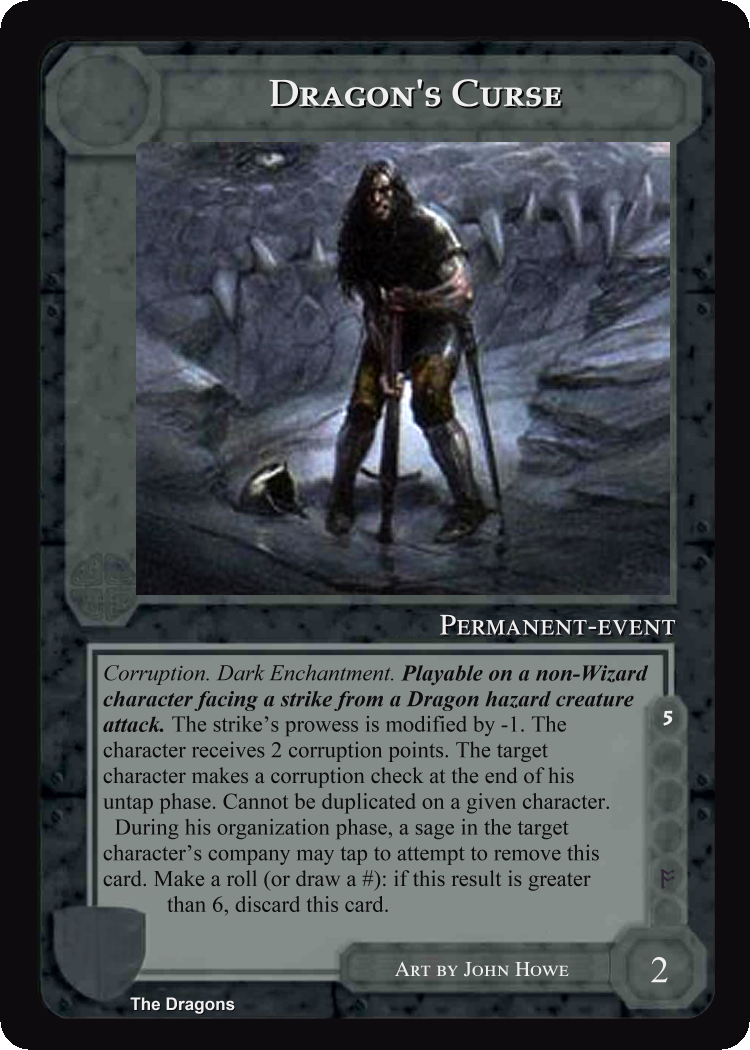 Dragon's Curse
Permanent-event
Corruption. Dark Enchantment. Playable on a non-Wizard
character facing a strike from a Dragon hazard creature
attack. The strike’s prowess is modified by -1. The
character receives 2 corruption points. The target
character makes a corruption check at the end of his
untap phase. Cannot be duplicated on a given character.
During his organization phase, a sage in the target
character’s company may tap to attempt to remove this
card. Make a roll (or draw a #): if this result is greater
than 6, discard this card.
5
Art by John Howe
2
The Dragons